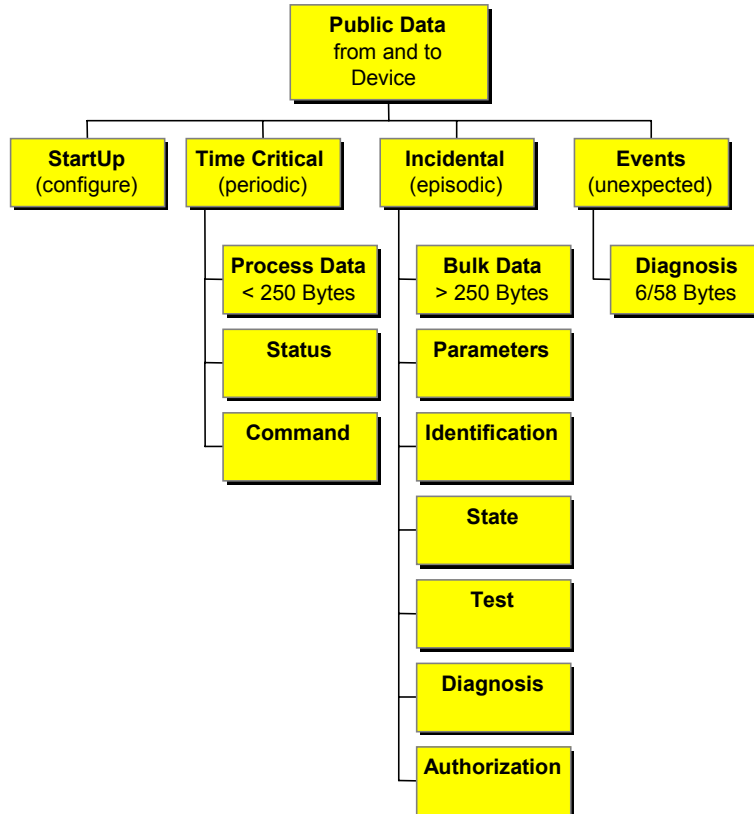 Public Data
from and to
Device
StartUp
(configure)
Time Critical
(periodic)
Incidental
(episodic)
Events
(unexpected)
Process Data
< 250 Bytes
Status
Command
Bulk Data
> 250 Bytes
Parameters
Identification
State
Test
Diagnosis
Authorization
Diagnosis
6/58 Bytes